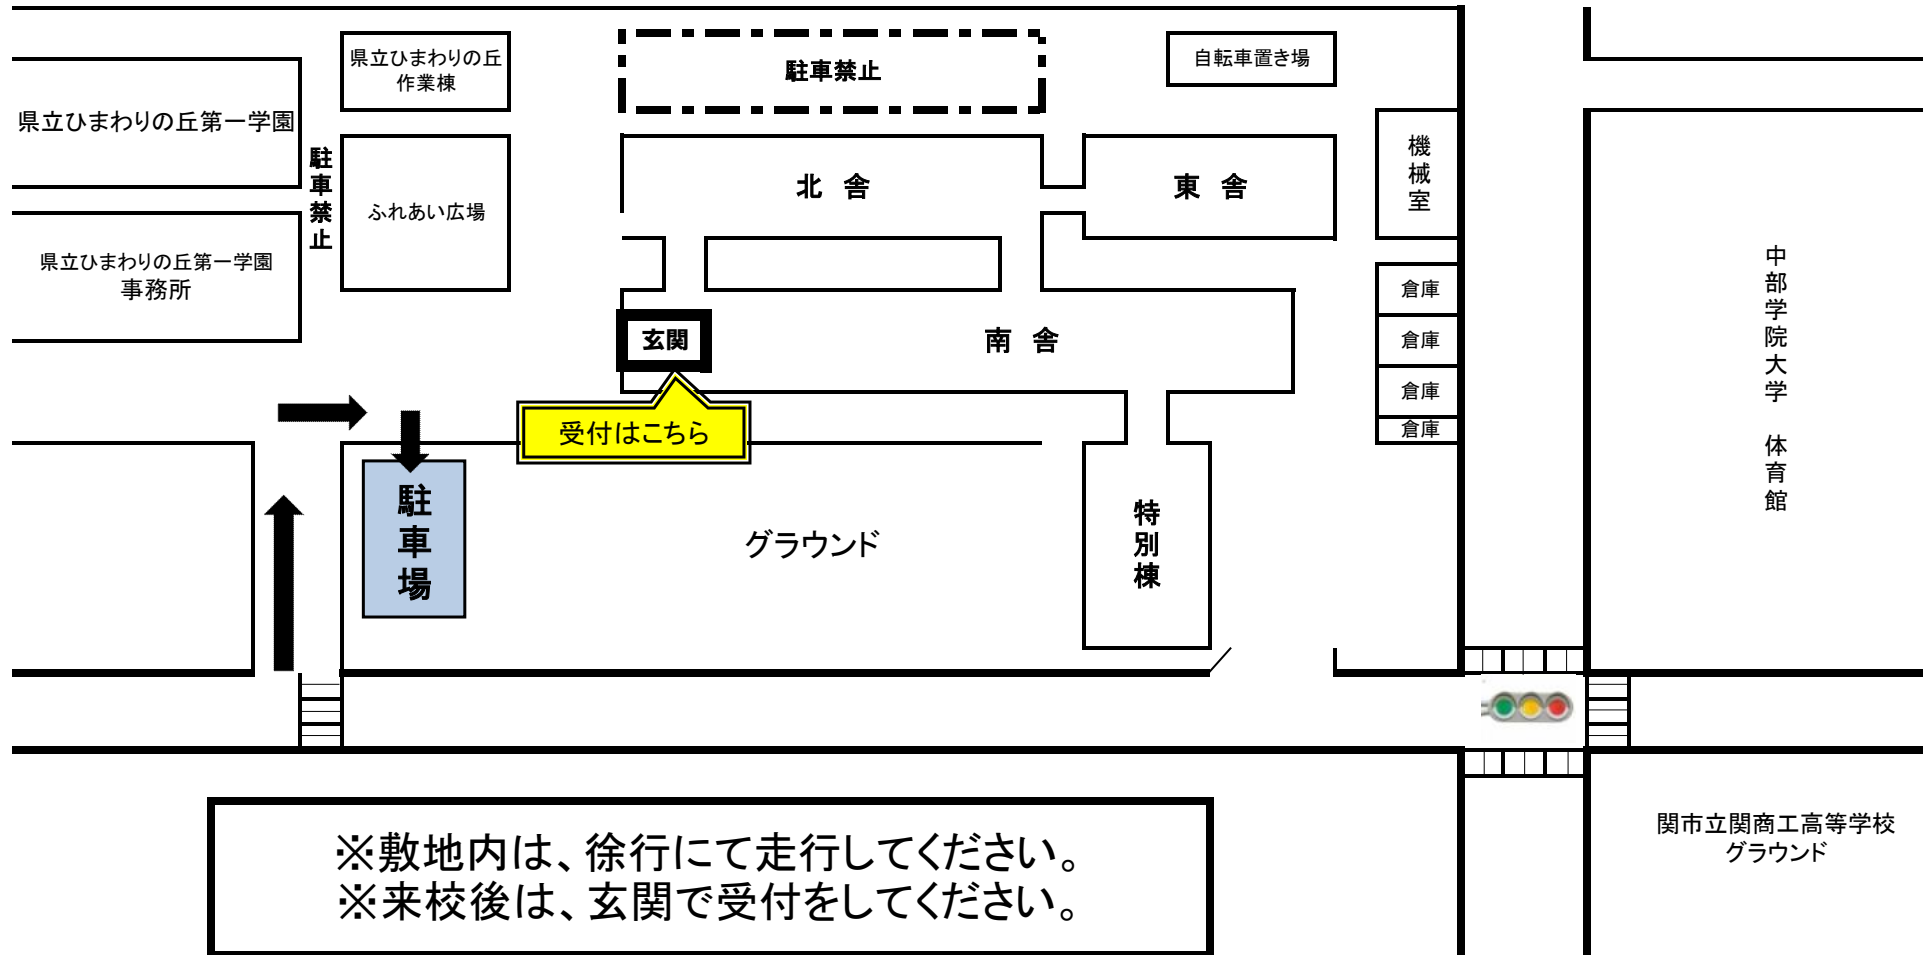 県立ひまわりの丘
作業棟
駐車禁止
自転車置き場
県立ひまわりの丘第一学園
駐車禁止
ふれあい広場
北 舎
東 舎
機械室
県立ひまわりの丘第一学園
事務所
倉庫
倉庫
倉庫
倉庫
玄関
南 舎
受付はこちら
中部学院大学 体育館
駐車場
グラウンド
特別棟
関市立関商工高等学校
グラウンド
※敷地内は、徐行にて走行してください。
※来校後は、玄関で受付をしてください。